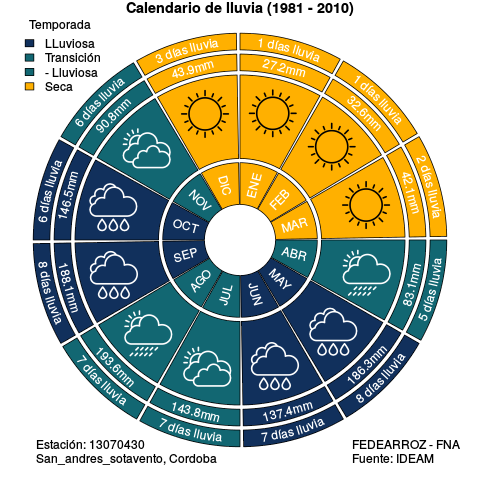 Calendario de lluvia (1981 - 2010)
Temporada
LLuviosa
Transición
- Lluviosa
Seca
1 días lluvia
27.2mm
ENE
1 días lluvia
32.6mm
FEB
2 días lluvia
42.1mm
MAR
5 días lluvia
83.1mm
ABR
8 días lluvia
186.3mm
MAY
7 días lluvia
137.4mm
JUN
7 días lluvia
143.8mm
JUL
7 días lluvia
193.6mm
AGO
8 días lluvia
188.1mm
SEP
6 días lluvia
146.5mm
OCT
6 días lluvia
90.8mm
NOV
3 días lluvia
43.9mm
DIC
Estación: 13070430
San_andres_sotavento, Cordoba
FEDEARROZ - FNA
Fuente: IDEAM